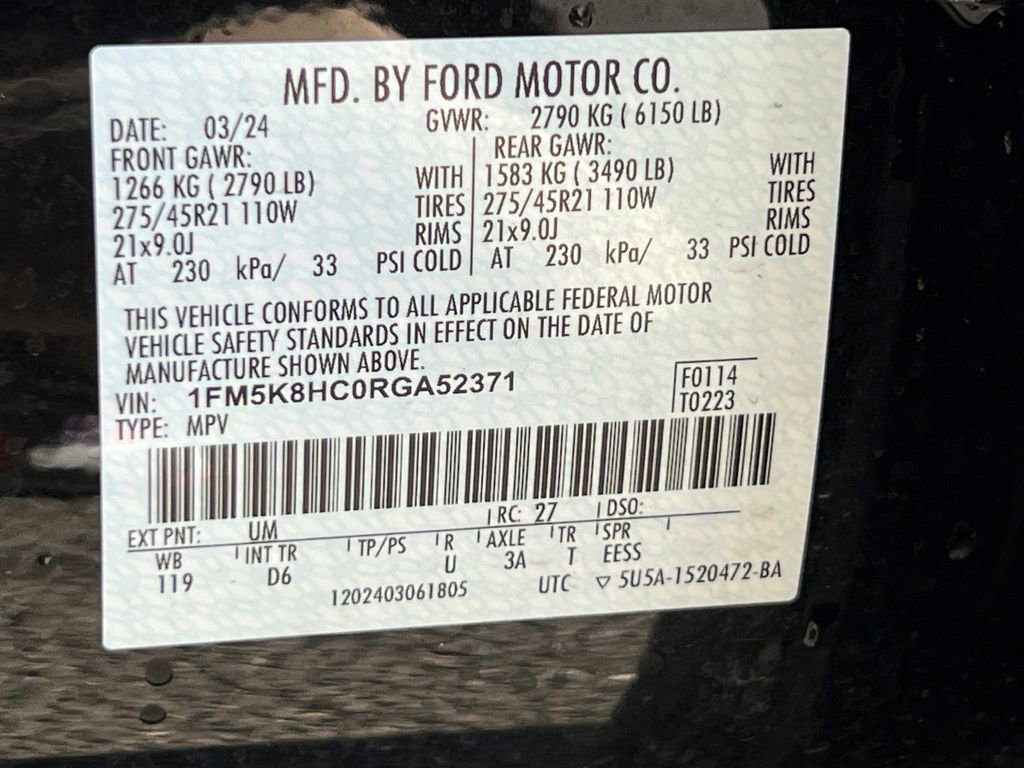 MFD. BY FORD MOTOR CO.
DATE: 03/24 GVWR: 2790 KG ( 6150 LB)
FRONT GAWR: REAR GAWR:
1266 KG ( 2790 LB) WITH 1583 KG ( 3490 LB) WITH
275/45R21 110W TIRES 275/45R21 110W TIRES
21x9.0J RIMS 21x9.0J RIMS
AT 230 kPa/ 33 PSI COLD AT 230 kPa/ 33 PSI COLD
THIS VEHICLE CONFORMS TO ALL APPLICABLE FEDERAL MOTOR
VEHICLE SAFETY STANDARDS IN EFFECT ON THE DATE OF
MANUFACTURE SHOWN ABOVE.
VIN: 1FM5K8HC0RGA52371 F0114
TYPE: MPV T0223
EXT PNT: UM RC: 27 DSO:
WB INT TR TP/PS R AXLE TR SPR
119 D6 U 3A T EESS
1202403061805 UTC ▽ 5U5A-1520472-BA